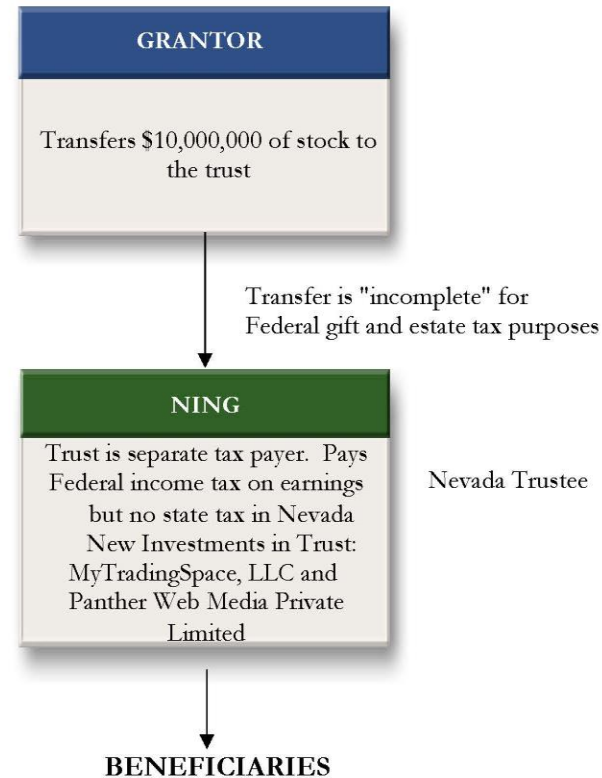 GRANTOR
Transfers $10,000,000 of stock to
the trust
Transfer is "incomplete" for
Federal gift and estate tax purposes
NING
Trust is separate tax payer. Pays
Federal income tax on earnings
but no state tax in Nevada
New Investments in Trust:
MyTradingSpace, LLC and
Panther Web Media Private
Limited
Nevada Trustee
BENEFICIARIES